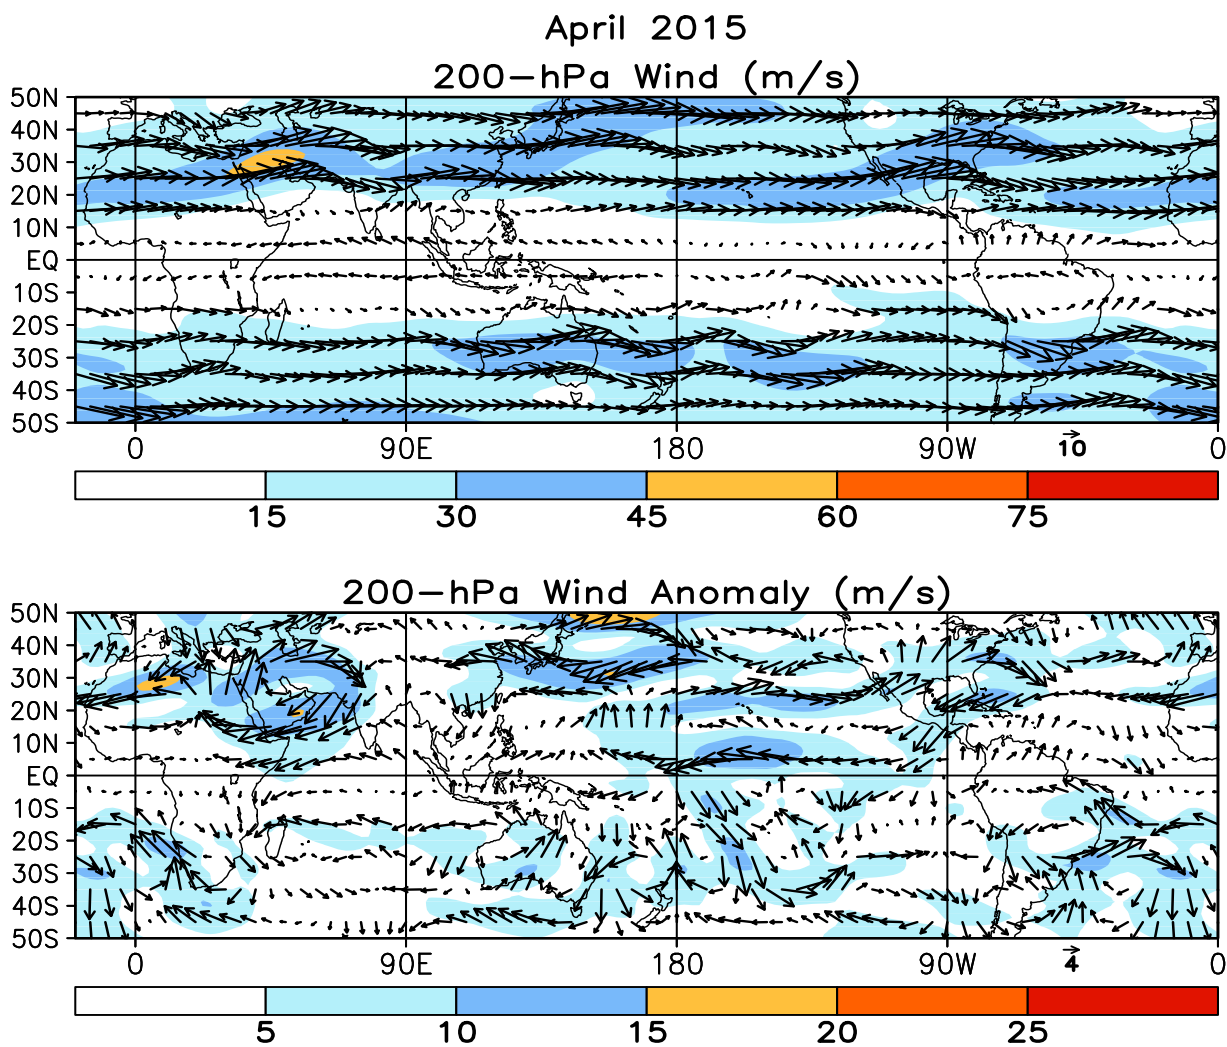 April 2015
200-hPa Wind (m/s)
50N
40N
30N
20N
10N
EQ
10S
20S
30S
40S
50S
0 90E 180 90W 10 0
15 30 45 60 75
200-hPa Wind Anomaly (m/s)
50N
40N
30N
20N
10N
EQ
10S
20S
30S
40S
50S
0 90E 180 90W 4 0
5 10 15 20 25